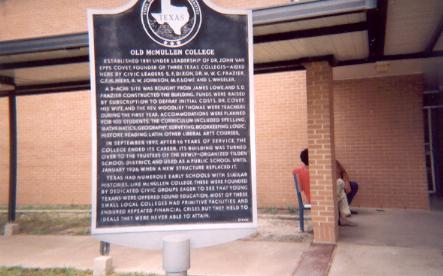 TEXAS
OLD McMULLEN COLLEGE
ESTABLISHED 1881 UNDER LEADERSHIP OF DR. JOHN VAN
EPPS COVEY, FOUNDER OF THREE TEXAS COLLEGES—AIDED
HERE BY CIVIC LEADERS S. F. DIXON, DR. W. W. C. FRAZIER,
R. W. JOHNSON, M. F. LOWE AND L. WHEELER.
A 3-ACRE SITE WAS BOUGHT FROM JAMES LOWE, AND S. D.
FRAZIER CONSTRUCTED THE BUILDING. FUNDS WERE RAISED
BY SUBSCRIPTION TO DEFRAY INITIAL COSTS. DR. COVEY,
HIS WIFE, AND THE REV. WOODLIEF THOMAS WERE TEACHERS
DURING THE FIRST YEAR. ACCOMMODATIONS WERE PLANNED
FOR 100 STUDENTS. THE CURRICULUM INCLUDED SPELLING,
MATHEMATICS, GEOGRAPHY, SURVEYING, BOOKKEEPING, LOGIC,
HISTORY, READING, LATIN, OTHER LIBERAL ARTS COURSES.
IN SEPTEMBER 1897, AFTER 16 YEARS OF SERVICE, THE
COLLEGE ENDED ITS CAREER. ITS BUILDING WAS TURNED
OVER TO THE TRUSTEES OF THE NEWLY-ORGANIZED TILDEN
SCHOOL DISTRICT, AND USED AS A PUBLIC SCHOOL UNTIL
JANUARY 1926 WHEN A NEW STRUCTURE REPLACED IT.
TEXAS HAD NUMEROUS EARLY SCHOOLS WITH SIMILAR
HISTORIES. LIKE McMULLEN COLLEGE, THESE WERE FOUNDED
BY DEDICATED CIVIC GROUPS EAGER TO SEE THAT YOUNG
TEXANS WERE OFFERED SOUND EDUCATION. MOST OF THESE
SMALL LOCAL COLLEGES HAD PRIMITIVE FACILITIES AND
ENDURED REPEATED FINANCIAL CRISES BUT THEY HELD TO
IDEALS THAT WERE NEVER ABLE TO ATTAIN.